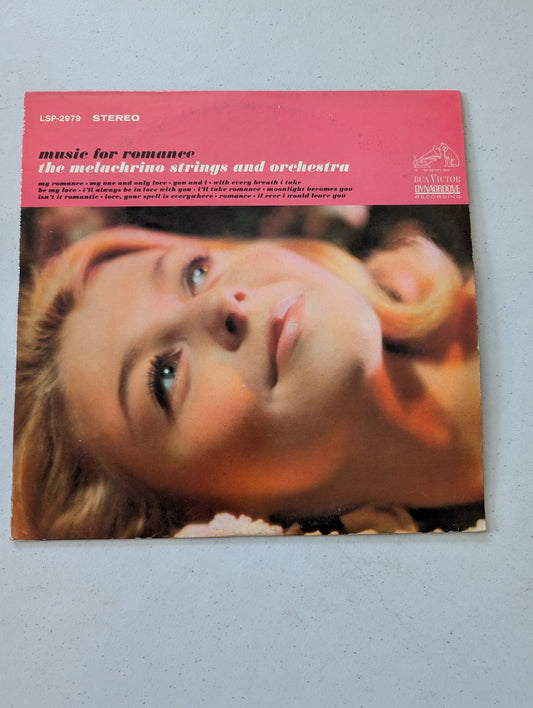 LSP-2979 STEREO
music for romance
the melachrino strings and orchestra
my romance • my one and only love • you and i • with every breath i take
be my love • i'll always be in love with you • i'll take romance • moonlight becomes you
isn't it romantic • love, your spell is everywhere • romance • if ever i would leave you
RCA VICTOR
DYNAGROOVE
RECORDING